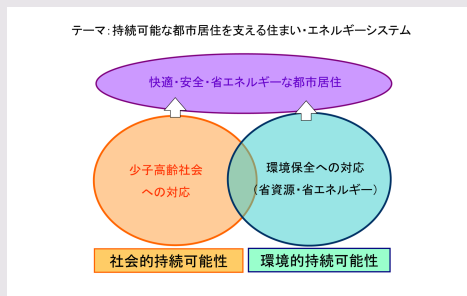 テーマ：持続可能な都市居住を支える住まい・エネルギーシステム
快適・安全・省エネルギーな都市居住
少子高齢社会
への対応
環境保全への対応
（省資源・省エネルギー）
社会的持続可能性
環境的持続可能性